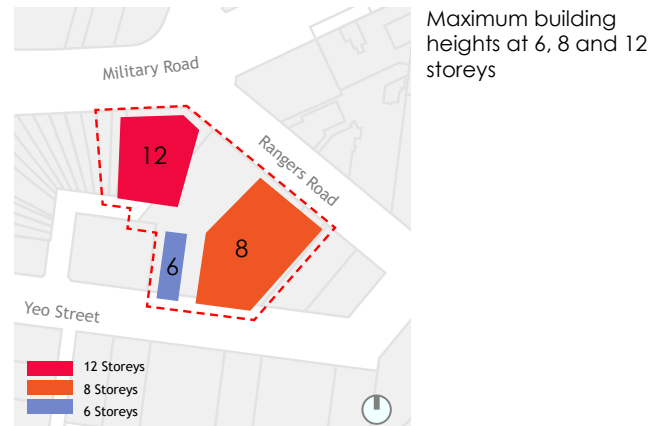 Maximum building
heights at 6, 8 and 12
storeys
Military Road
Rangers Road
12
8
6
Yeo Street
12 Storeys
8 Storeys
6 Storeys